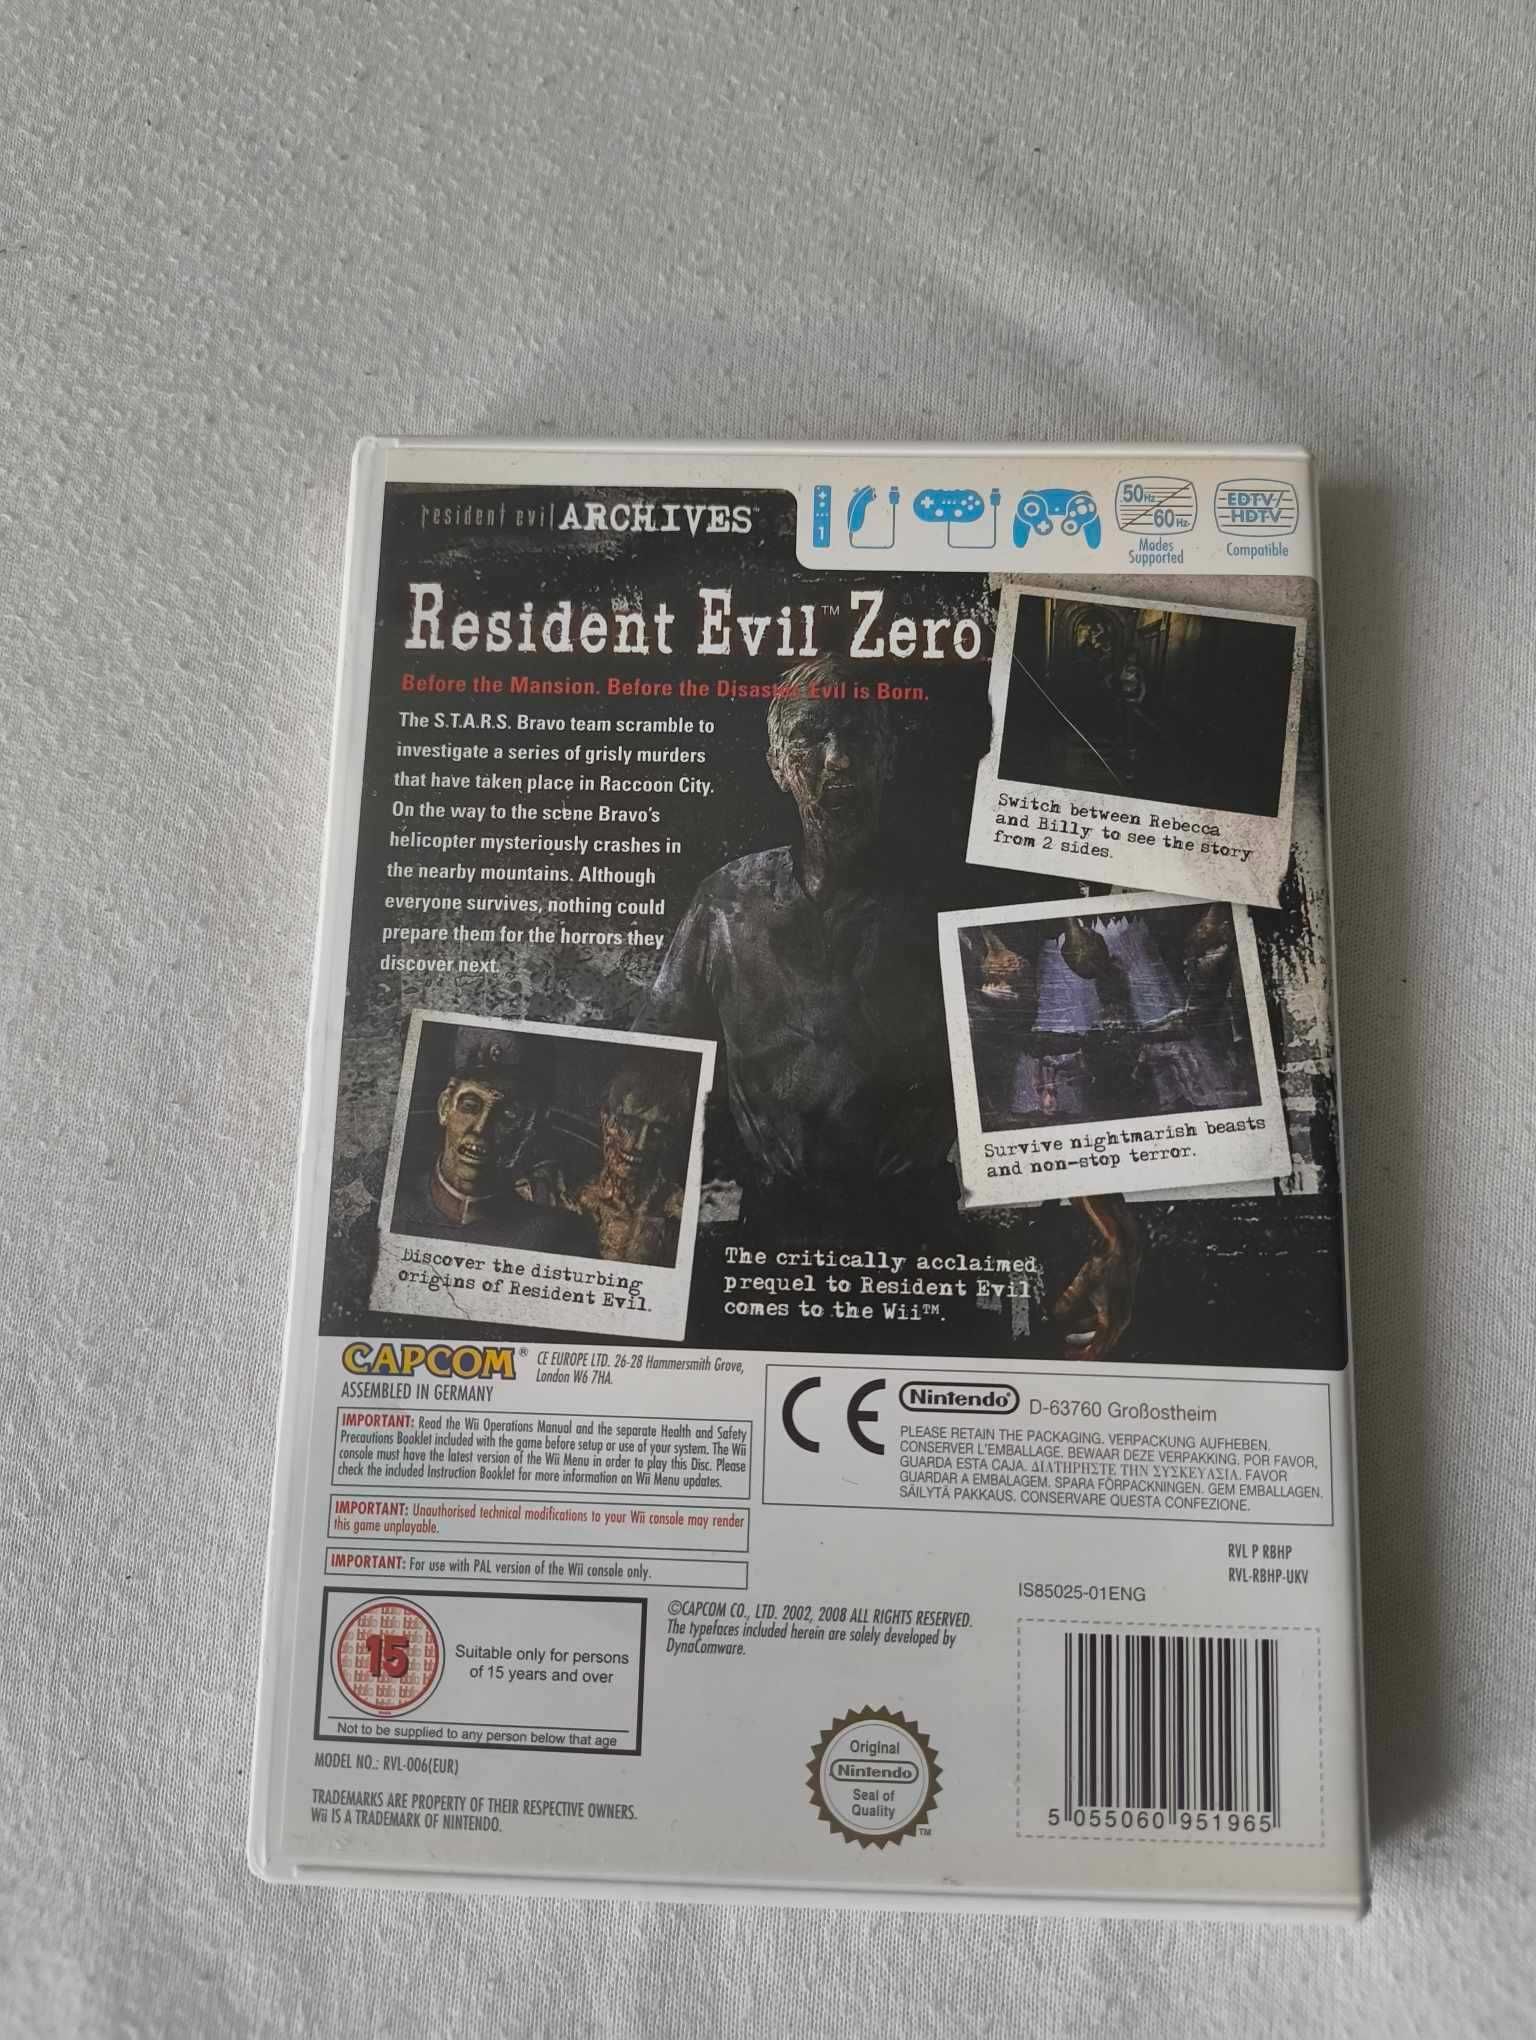 resident evil ARCHIVES™
1
50Hz
60Hz
Modes
Supported
EDTV/
HDTV
Compatible
Resident Evil™ Zero
Before the Mansion. Before the Disaster. Evil is Born.
The S.T.A.R.S. Bravo team scramble to
investigate a series of grisly murders
that have taken place in Raccoon City.
On the way to the scene Bravo's
helicopter mysteriously crashes in
the nearby mountains. Although
everyone survives, nothing could
prepare them for the horrors they
discover next.
Switch between Rebecca
and Billy to see the story
from 2 sides.
Survive nightmarish beasts
and non-stop terror.
Discover the disturbing
origins of Resident Evil.
The critically acclaimed
prequel to Resident Evil
comes to the Wii™.
CAPCOM®
CE EUROPE LTD. 26-28 Hammersmith Grove,
London W6 7HA.
ASSEMBLED IN GERMANY
IMPORTANT: Read the Wii Operations Manual and the separate Health and Safety
Precautions Booklet included with the game before setup or use of your system. The Wii
console must have the latest version of the Wii Menu in order to play this Disc. Please
check the included Instruction Booklet for more information on Wii Menu updates.
IMPORTANT: Unauthorised technical modifications to your Wii console may render
this game unplayable.
IMPORTANT: For use with PAL version of the Wii console only.
CE
Nintendo® D-63760 Großostheim
PLEASE RETAIN THE PACKAGING. VERPACKUNG AUFHEBEN.
CONSERVER L'EMBALLAGE. BEWAAR DEZE VERPAKKING. POR FAVOR,
GUARDA ESTA CAJA. ΔΙΑΤΗΡΗΣΤΕ ΤΗΝ ΣΥΣΚΕΥΑΣΙΑ. FAVOR
GUARDAR A EMBALAGEM. SPARA FÖRPACKNINGEN. GEM EMBALLAGEN.
SÄILYTÄ PAKKAUS. CONSERVARE QUESTA CONFEZIONE.
RVL P RBHP
RVL-RBHP-UKV
IS85025-01ENG
15
Suitable only for persons
of 15 years and over
Not to be supplied to any person below that age
©CAPCOM CO., LTD. 2002, 2008 ALL RIGHTS RESERVED.
The typefaces included herein are solely developed by
DynaComware.
MODEL NO.: RVL-006(EUR)
TRADEMARKS ARE PROPERTY OF THEIR RESPECTIVE OWNERS.
Wii IS A TRADEMARK OF NINTENDO.
Original
Nintendo
Seal of
Quality
TM
5 055060 951965